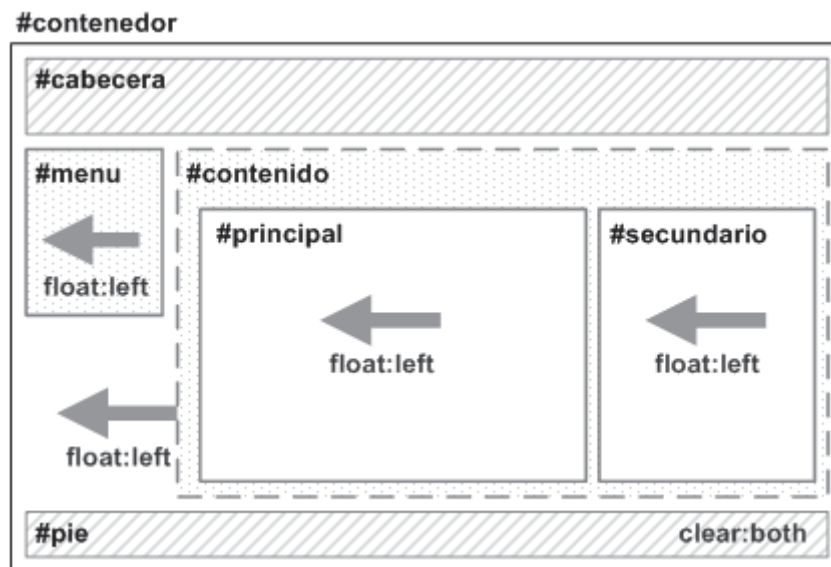 #contenedor
#cabecera
#menu
float:left
#contenido
#principal
float:left
#secundario
float:left
float:left
#pie
clear:both